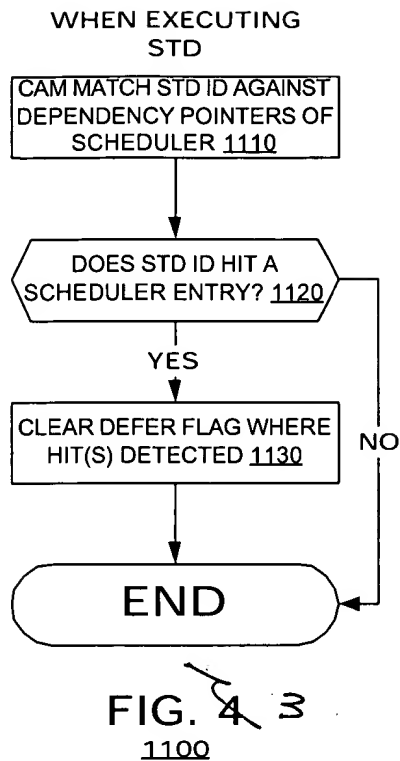 WHEN EXECUTING
STD
CAM MATCH STD ID AGAINST
DEPENDENCY POINTERS OF
SCHEDULER 1110
DOES STD ID HIT A
SCHEDULER ENTRY? 1120
YES
NO
CLEAR DEFER FLAG WHERE
HIT(S) DETECTED 1130
END
FIG. 4 3
1100